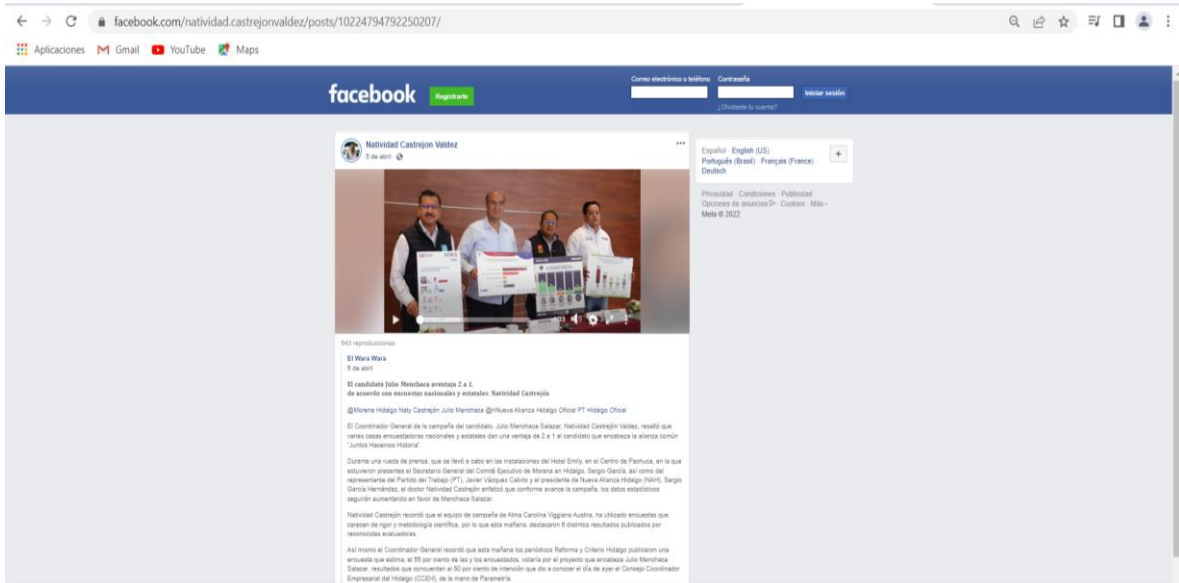 facebook.com/natividad.castrejonvaldez/posts/10224794792250207/
Aplicaciones Gmail YouTube Maps
facebook
Registrarte
Correo electrónico o teléfono Contraseña
Iniciar sesión
¿Olvidaste tu cuenta?
Natividad Castrejon Valdez
5 de abril
643 reproducciones
El Wara Wara
5 de abril
El candidato Julio Menchaca aventaja 2 a 1,
de acuerdo con encuestas nacionales y estatales: Natividad Castrejón
@Morena Hidalgo Naty Castrejón Julio Menchaca @nNueva Alianza Hidalgo Oficial PT Hidalgo Oficial
El Coordinador General de la campaña del candidato, Julio Menchaca Salazar, Natividad Castrejón Valdez, resaltó que
varias casas encuestadoras nacionales y estatales dan una ventaja de 2 a 1 al candidato que encabeza la alianza común
"Juntos Hacemos Historia".
Durante una rueda de prensa, que se llevó a cabo en las instalaciones del Hotel Emily, en el Centro de Pachuca, en la que
estuvieron presentes el Secretario General del Comité Ejecutivo de Morena en Hidalgo, Sergio García, así como del
representante del Partido del Trabajo (PT), Javier Vázquez Calixto y el presidente de Nueva Alianza Hidalgo (NAH), Sergio
García Hernández, el doctor Natividad Castrejón enfatizó que conforme avance la campaña, los datos estadísticos
seguirán aumentando en favor de Menchaca Salazar.
Natividad Castrejón recordó que el equipo de campaña de Alma Carolina Viggiano Austria, ha utilizado encuestas que
carecen de rigor y metodología científica, por lo que esta mañana, destacaron 8 distintos resultados publicados por
reconocidas evaluadoras.
Así mismo el Coordinador General recordó que esta mañana los periódicos Reforma y Criterio Hidalgo publicaron una
encuesta que estima, el 55 por ciento de las y los encuestados, votaría por el proyecto que encabeza Julio Menchaca
Salazar, resultados que concuerdan al 50 por ciento de intención que dio a conocer el día de ayer el Consejo Coordinador
Empresarial del Hidalgo (CCEH), de la mano de Parametría.
Español · English (US) ·
Português (Brasil) · Français (France) ·
Deutsch
Privacidad · Condiciones · Publicidad ·
Opciones de anuncios · Cookies · Más
Meta © 2022